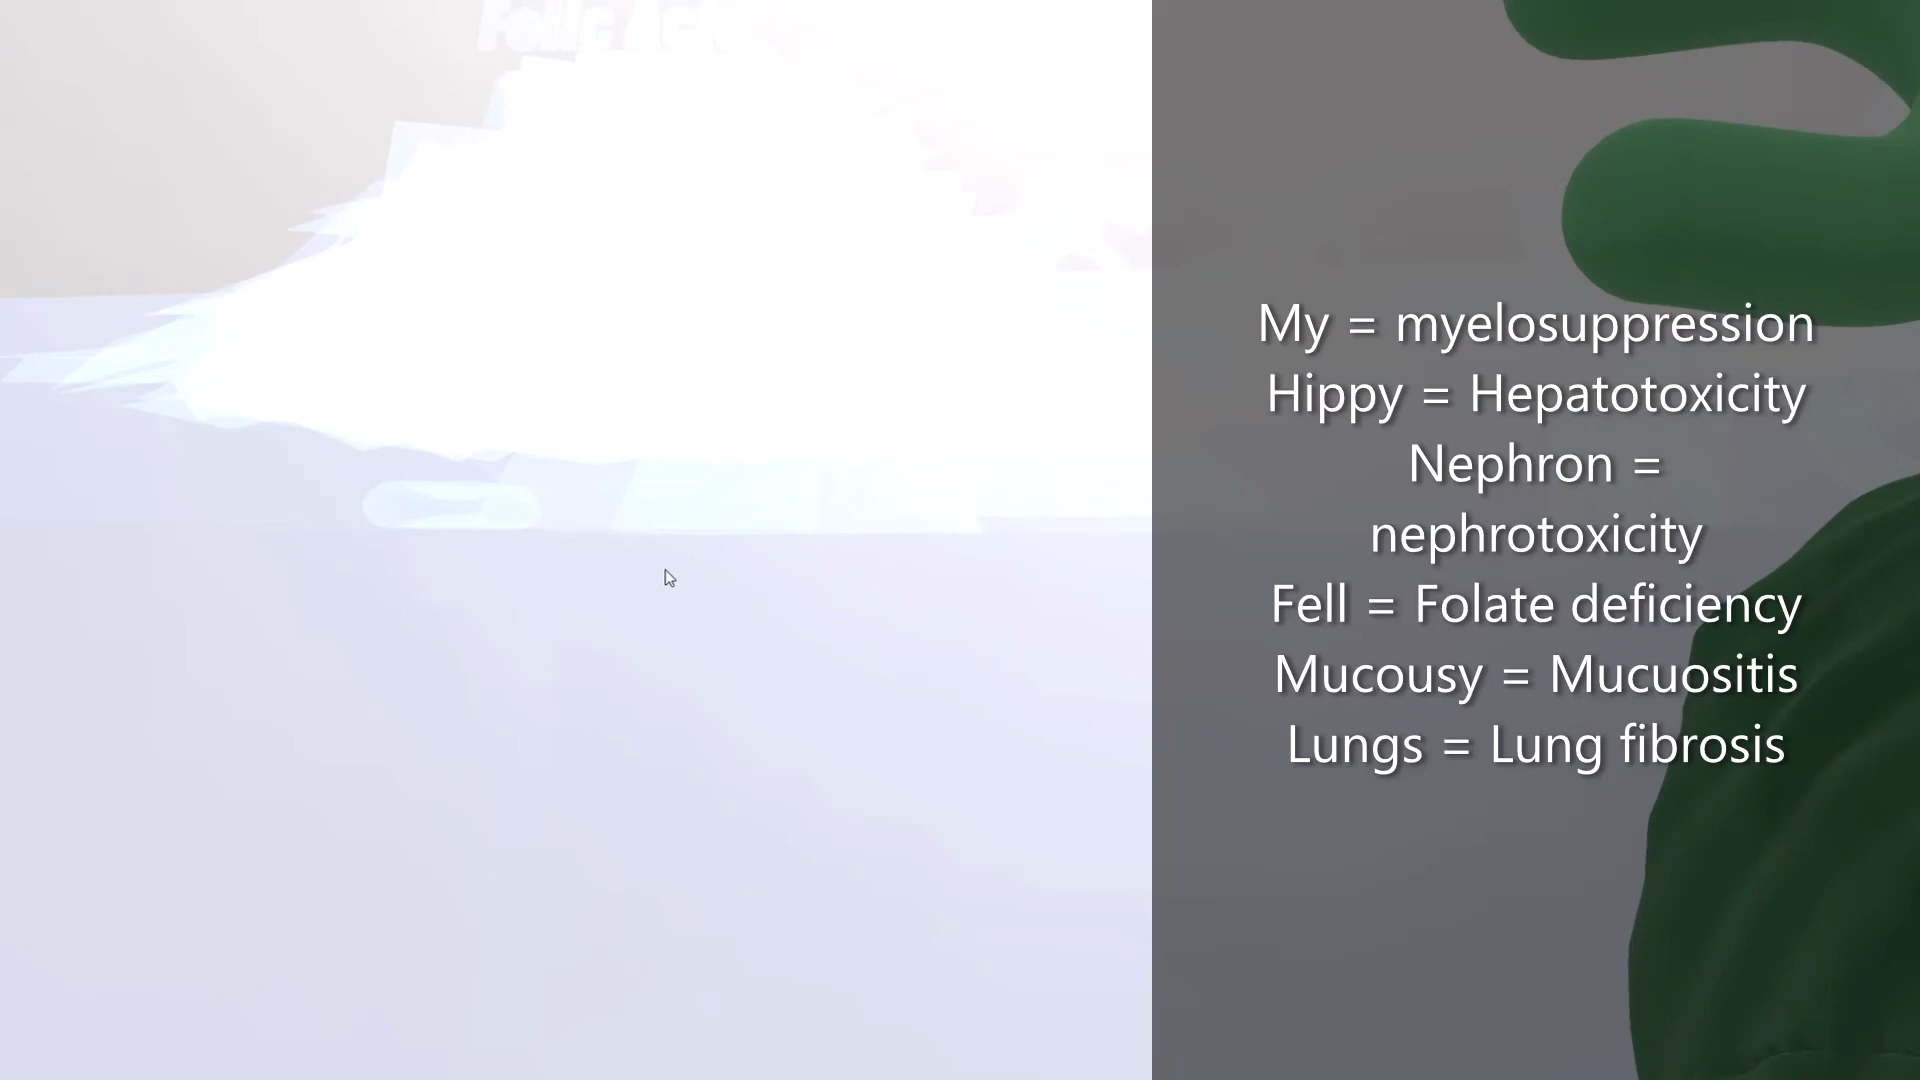 My = myelosuppression
Hippy = Hepatotoxicity
Nephron =
nephrotoxicity
Fell = Folate deficiency
Mucousy = Mucuositis
Lungs = Lung fibrosis